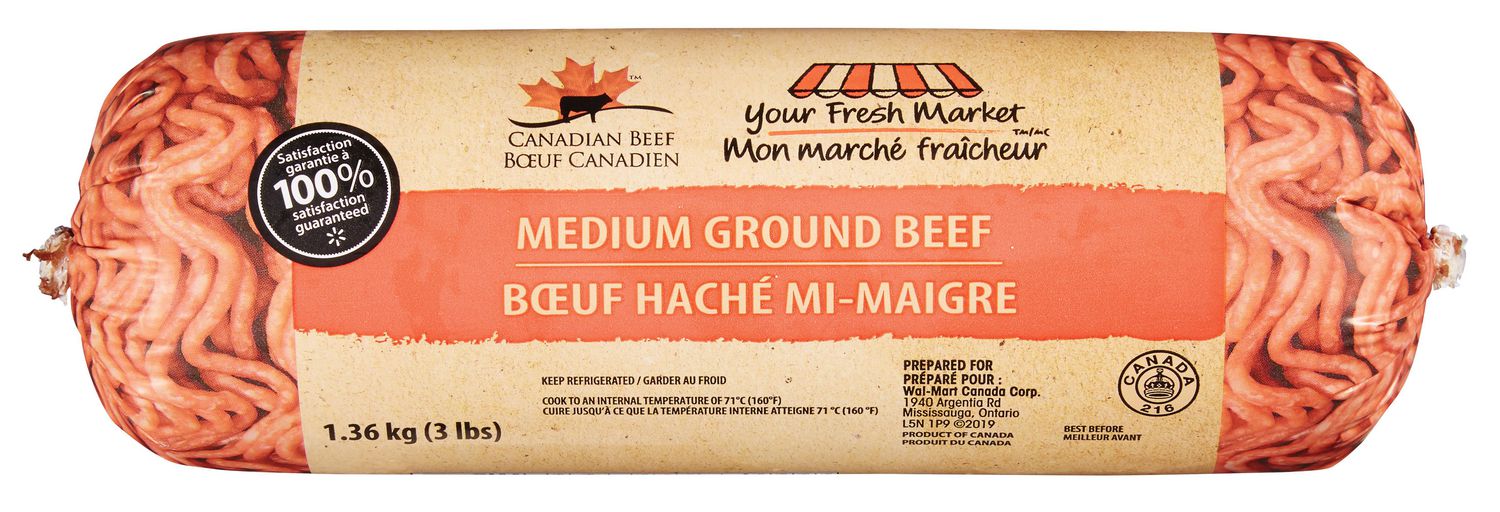 Satisfaction
garantie à
100%
satisfaction
guaranteed
™
CANADIAN BEEF
BŒUF CANADIEN
your Fresh Market
TM/MC
Mon marché fraîcheur
MEDIUM GROUND BEEF
BŒUF HACHÉ MI-MAIGRE
KEEP REFRIGERATED / GARDER AU FROID
COOK TO AN INTERNAL TEMPERATURE OF 71°C (160°F)
CUIRE JUSQU'À CE QUE LA TEMPÉRATURE INTERNE ATTEIGNE 71 °C (160 °F)
1.36 kg (3 lbs)
PREPARED FOR
PRÉPARÉ POUR :
Wal-Mart Canada Corp.
1940 Argentia Rd
Mississauga, Ontario
L5N 1P9 ©2019
PRODUCT OF CANADA
PRODUIT DU CANADA
CANADA
216
BEST BEFORE
MEILLEUR AVANT